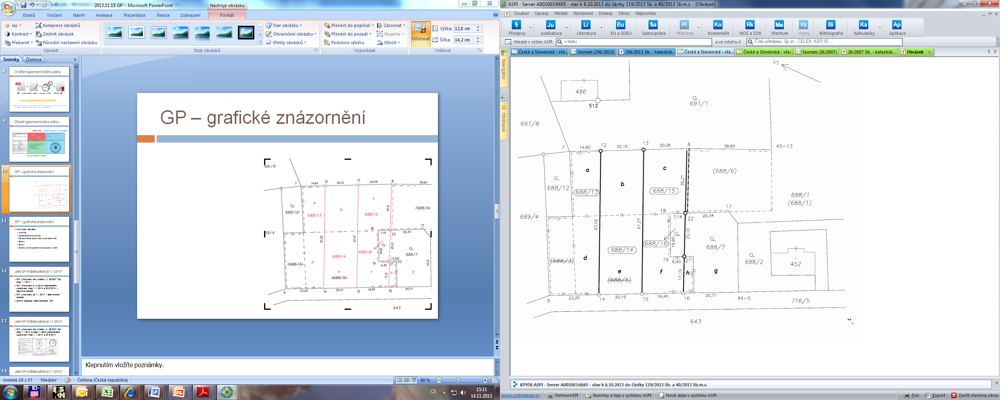 2013.11.15 GP - Microsoft PowerPoint
Nástroje obrázku
Domů Vložení Návrh Animace Prezentace Revize Zobrazení Formát
Jas
Kontrast
Přebarvit
Komprese obrázků
Změnit obrázek
Původní nastavení obrázku
Upravit
Styly obrázků
Tvar obrázku
Ohraničení obrázku
Efekty obrázků
Přenést do popředí
Přenést do pozadí
Podokno výběru
Zarovnat
Skupina
Otočit
Uspořádat
Oříznout
Výška: 12,8 cm
Šířka: 14,2 cm
Velikost
Snímky Osnova x
8
Ověření geometrického plánu
9
Obsah geometrického plánu
10
GP – grafické znázornění
11
GP – grafické znázornění
Nový stav červeně
Hranice
Zpřesněné lomové body
Parcelní čísla (bez oválu) a označení dílů
Slučky
Škrtky
Značky druhů pozemků a způsobu využití
12
Jaké GP můžete potkat po 1.1.2014?
GP vyhotovený dle vyhlášky č. 26/2007 Sb., před 1.1.2014
GP vyhotovený s využitím přechodného ustanovení mezi 1.1.2014 a 30.6.2014 v papírové podobě
GP vyhotovený po 1.1.2014 v elektronické podobě
13
Jaké GP můžete potkat po 1.1.2014?
GP vyhotovený dle vyhlášky č. 26/2007 Sb., před 1.1.2014 a nebo v rámci přechodného ustanovení mezi 1.1.2014 a 30.6.2014
14
Jaké GP můžete potkat po 1.1.2014?
GP – grafické znázornění
691/8
7 14,60 12 20,10 13 20,26 8 39,65
a b c 30,21
688/12 688/13 688/15 (688/6)
89/4
18 7,14 22 20,34 17
67,02 67,27 19,90 20,10
688/16 688/7
688/14
(688/3) d
19 6,40 21 (4,30) 20 32,10
e f h g
(688/5) 17,15
9 23,20 14 20,15 15 19,40 16 25,77
643
Klepnutím vložíte poznámky.
Snímek 10 z 17 "Medián" Čeština (Česká republika) 80 %
CS
15:11
14.11.2013
ASPI - Server A001003:6665 - stav k 6.10.2013 do částky 119/2013 Sb. a 40/2013 Sb.m.s. - [Obrázek]
Soubor Úpravy Hledat Nastavení Dotazy Okno Nápověda
§ Ju Li Eu Sa Pl Ko Rk Me Vz Bi Ka Ap
Předpisy Judikatura Literatura EU a SDEU Samospráva Překlady Komentáře NOZ a ZOK Meritum Vzory Bibliografie Kalkulačky Aplikace
Hledat v celém ASPI v textu ... a ve vztahu k Číslu předpisu, Sp.zn., CELEX, ASPI ID ...
České a Slovenské - vše... Seznam {256/2013} 256/2013 Sb. - katastrál... České a Slovenské - vše... České a Slovenské - vše... Seznam {26/2007} 26/2007 Sb. - katastrál... Obrázek
Navigátor
Oblíbené
S
S
486
512
691/1
691/8
7 14,60 12 20,10 13 20,26 8 39,65 45-13
a b c 30,21 (688/6)
688/12 688/13 688/15
688/1
(688/1)
689/4
18 7,14 22 20,34 17
67,02 67,27 19,90 20,10
688/16 688/7
688/14 S
(688/3) d
19 6,40 21 688/2 452
e f h g
(688/5) 17,15
9 23,20 14 20,15 15 19,40 16 25,77 44-5 716/5
643
“.
KP958 ASPI - Server A001003:6665 - stav k 6.10.2013 do částky 119/2013 Sb. a 40/2013 Sb.m.s.
www.systemaspi.cz PartnerASPI Novinky a tipy v systému ASPI Nová data v systému ASPI Tisk Export Zavřít všechna okna